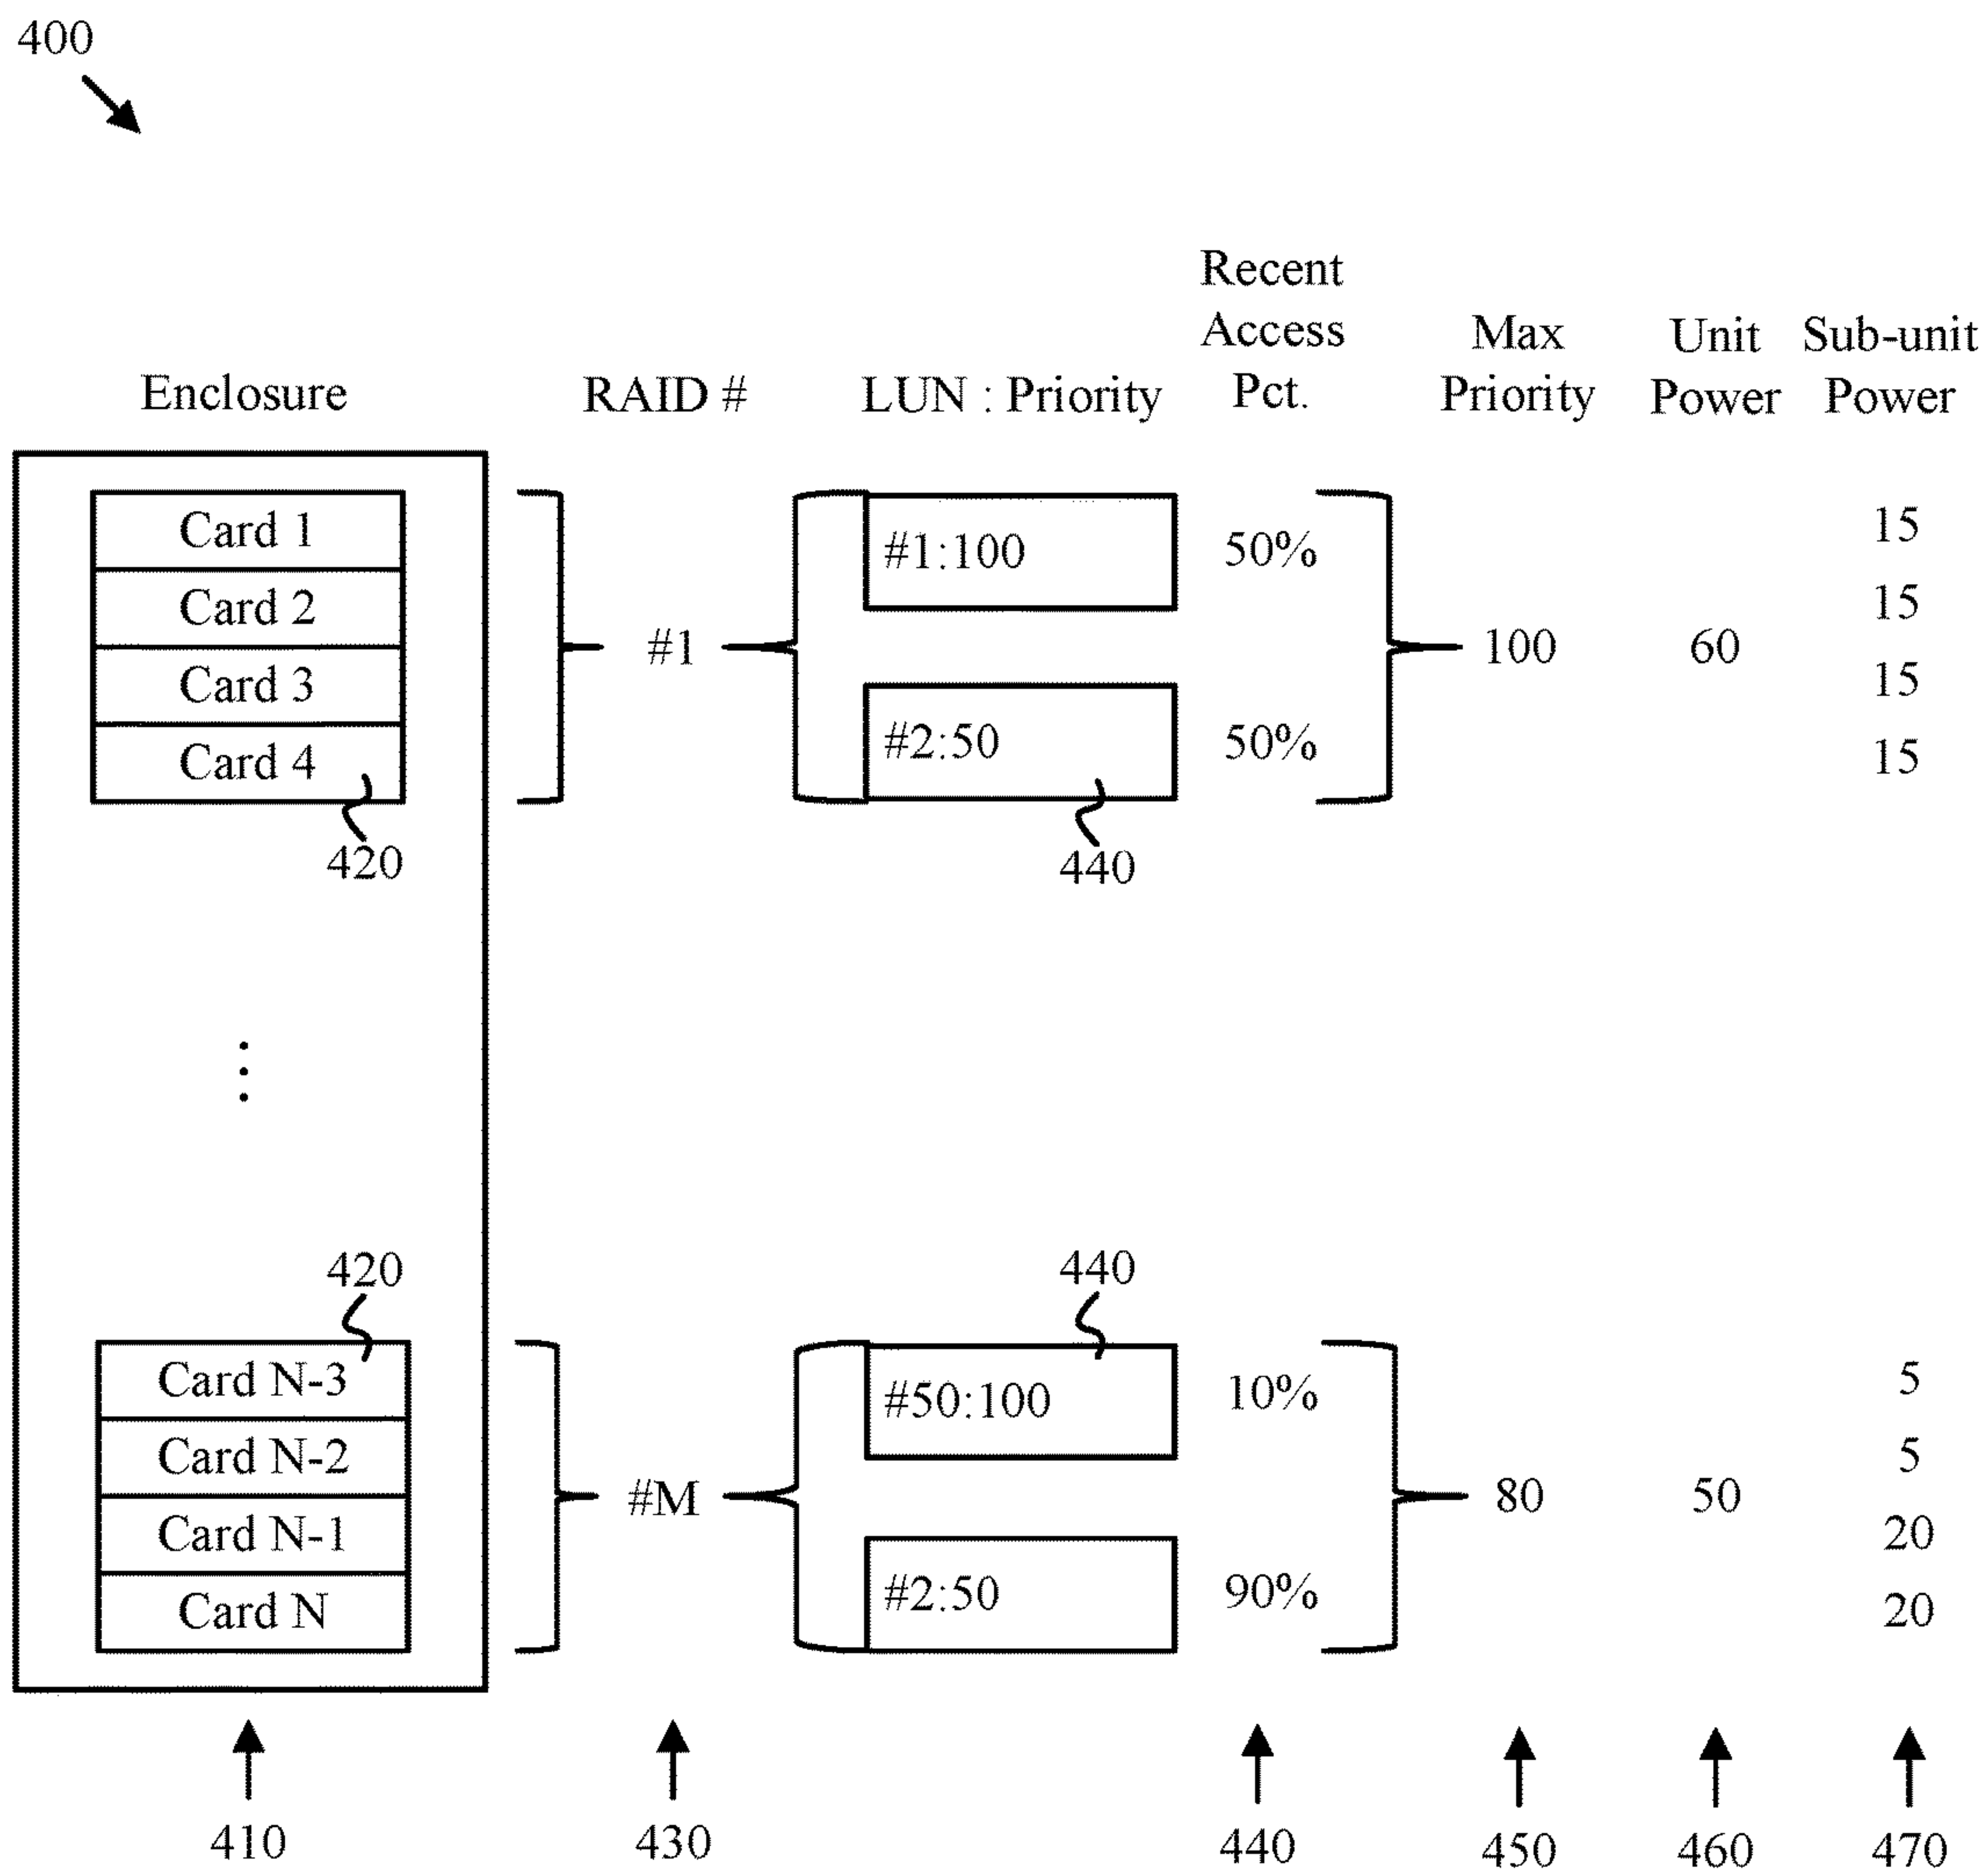 400
Recent
Access
Pct.
Max
Priority
Unit
Power
Sub-unit
Power
Enclosure
RAID #
LUN : Priority
Card 1
Card 2
Card 3
Card 4
420
#1
#1:100
50%
#2:50
50%
440
100
60
15
15
15
15
420
Card N-3
Card N-2
Card N-1
Card N
#M
440
#50:100
10%
#2:50
90%
80
50
5
5
20
20
410
430
440
450
460
470